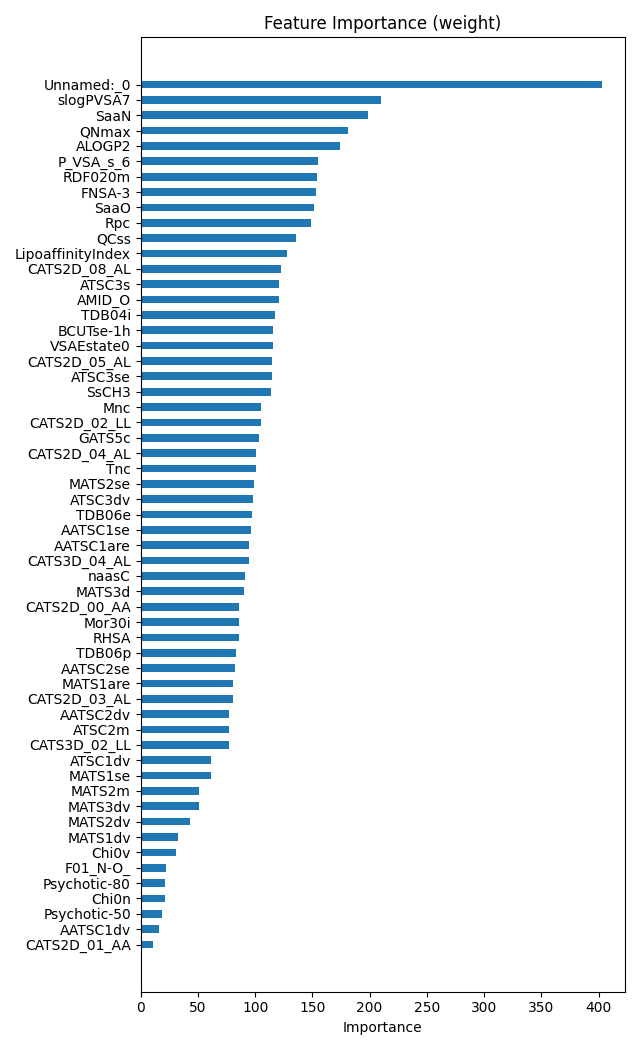 Feature Importance (weight)
Unnamed:_0
slogPVSA7
SaaN
QNmax
ALOGP2
P_VSA_s_6
RDF020m
FNSA-3
SaaO
Rpc
QCss
LipoaffinityIndex
CATS2D_08_AL
ATSC3s
AMID_O
TDB04i
BCUTse-1h
VSAEstate0
CATS2D_05_AL
ATSC3se
SsCH3
Mnc
CATS2D_02_LL
GATS5c
CATS2D_04_AL
Tnc
MATS2se
ATSC3dv
TDB06e
AATSC1se
AATSC1are
CATS3D_04_AL
naasC
MATS3d
CATS2D_00_AA
Mor30i
RHSA
TDB06p
AATSC2se
MATS1are
CATS2D_03_AL
AATSC2dv
ATSC2m
CATS3D_02_LL
ATSC1dv
MATS1se
MATS2m
MATS3dv
MATS2dv
MATS1dv
Chi0v
F01_N-O_
Psychotic-80
Chi0n
Psychotic-50
AATSC1dv
CATS2D_01_AA
0 50 100 150 200 250 300 350 400
Importance